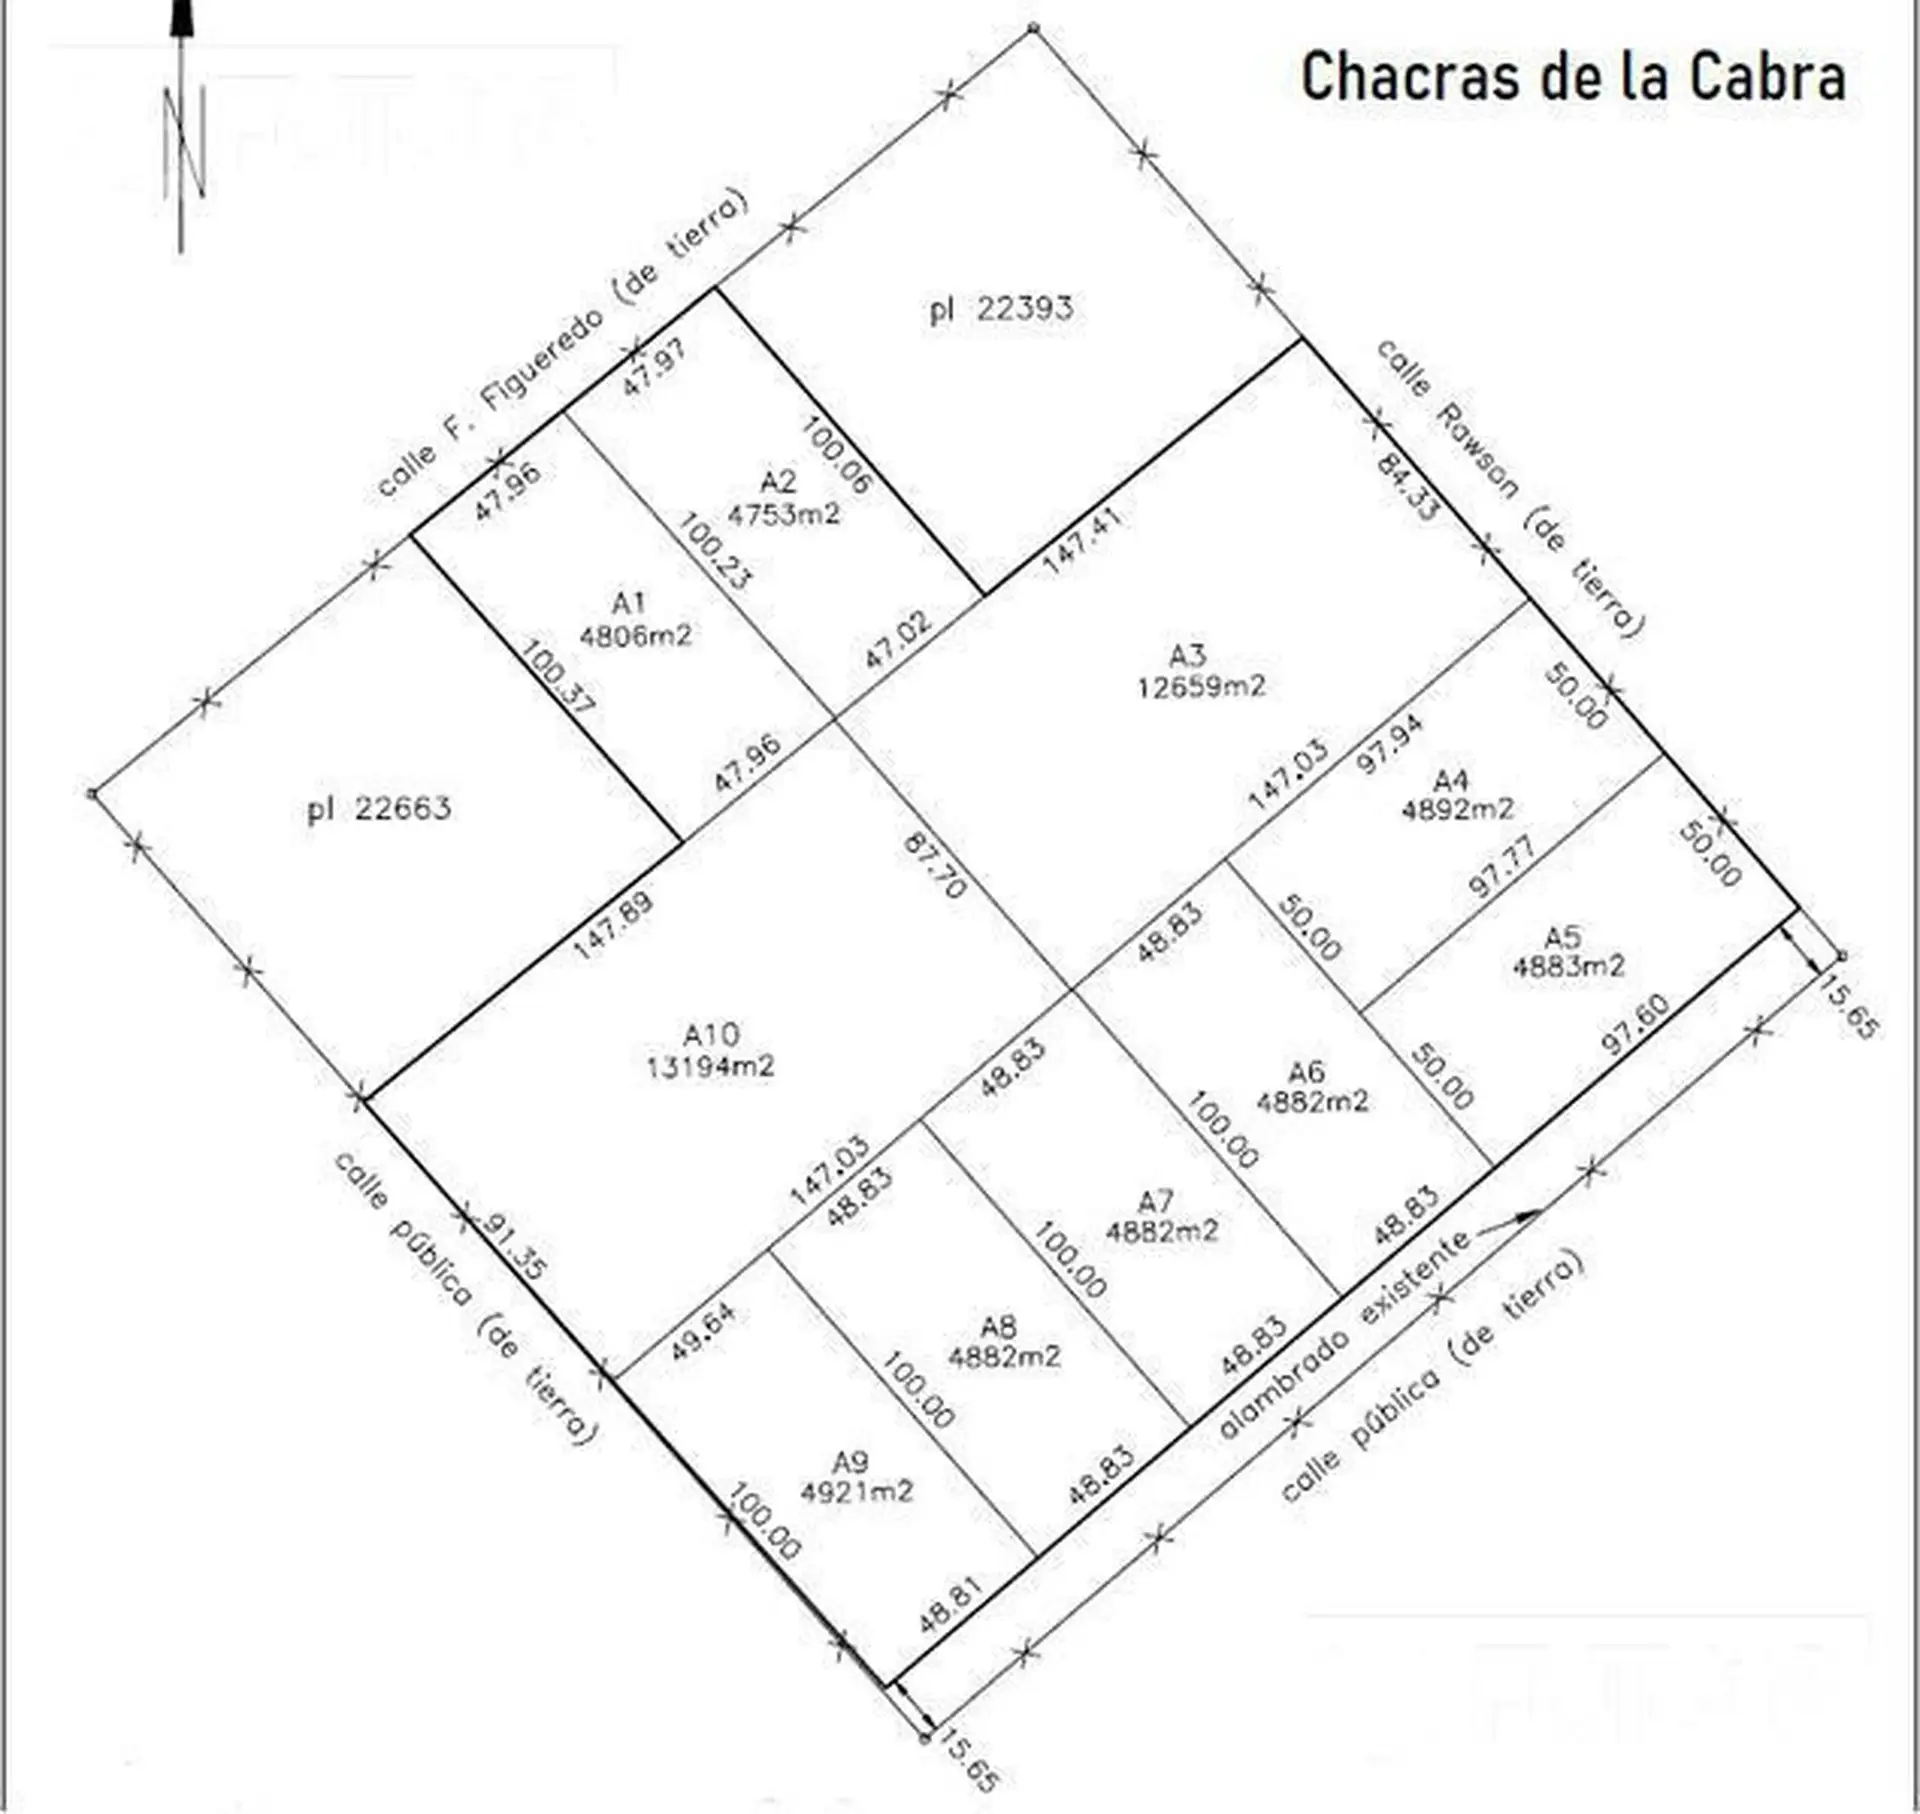 N
Chacras de la Cabra
calle F. Figueredo (de tierra)
pl 22393
47.97
47.96
100.06
A2
4753m2
100.23
147.41
calle Rawson (de tierra)
84.33
A1
4806m2
100.37
47.02
47.96
A3
12659m2
50.00
147.03
97.94
A4
4892m2
pl 22663
87.70
97.77
50.00
147.89
48.83
50.00
A5
4883m2
15.65
97.60
A10
13194m2
48.83
A6
4882m2
50.00
100.00
147.03
48.83
A7
4882m2
48.83
calle pública (de tierra)
91.35
100.00
49.64
A8
4882m2
48.83
alambrado existente
calle pública (de tierra)
100.00
A9
4921m2
48.83
100.00
48.81
15.65